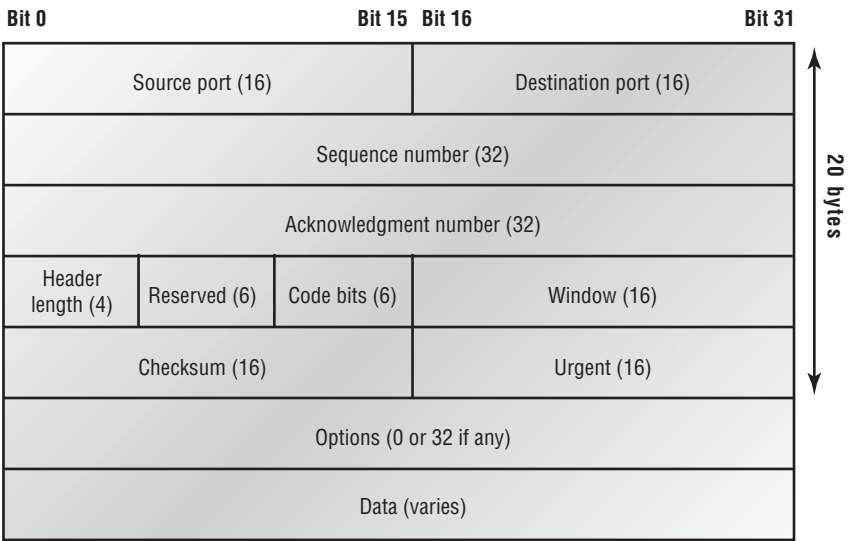 Bit 0 Bit 15 Bit 16 Bit 31
Source port (16) Destination port (16)
Sequence number (32)
Acknowledgment number (32)
Header
length (4) Reserved (6) Code bits (6) Window (16)
Checksum (16) Urgent (16)
Options (0 or 32 if any)
Data (varies)
20 bytes